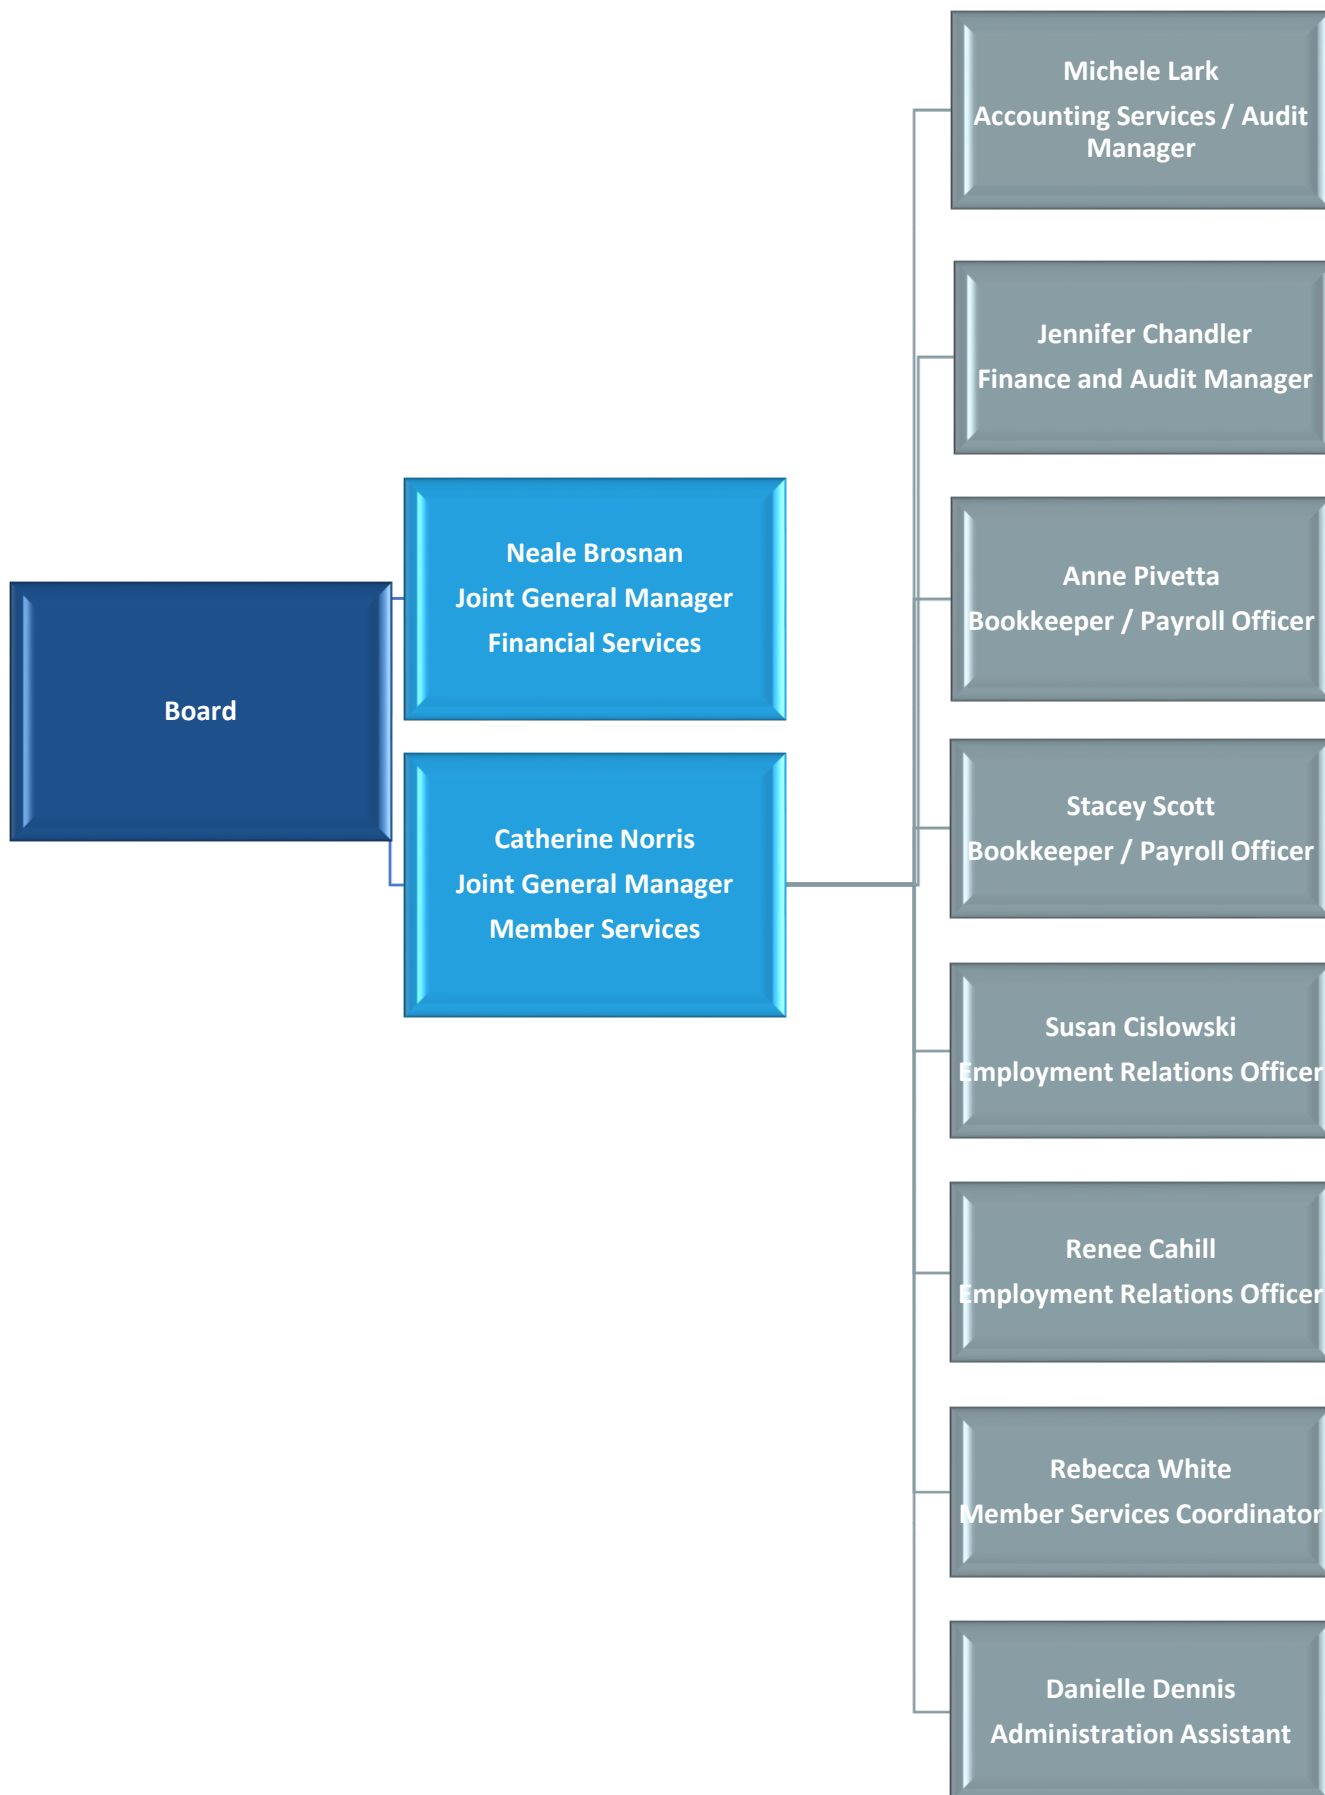 Board
Neale Brosnan
Joint General Manager
Financial Services
Catherine Norris
Joint General Manager
Member Services
Michele Lark
Accounting Services / Audit
Manager
Jennifer Chandler
Finance and Audit Manager
Anne Pivetta
Bookkeeper / Payroll Officer
Stacey Scott
Bookkeeper / Payroll Officer
Susan Cislowski
Employment Relations Officer
Renee Cahill
Employment Relations Officer
Rebecca White
Member Services Coordinator
Danielle Dennis
Administration Assistant